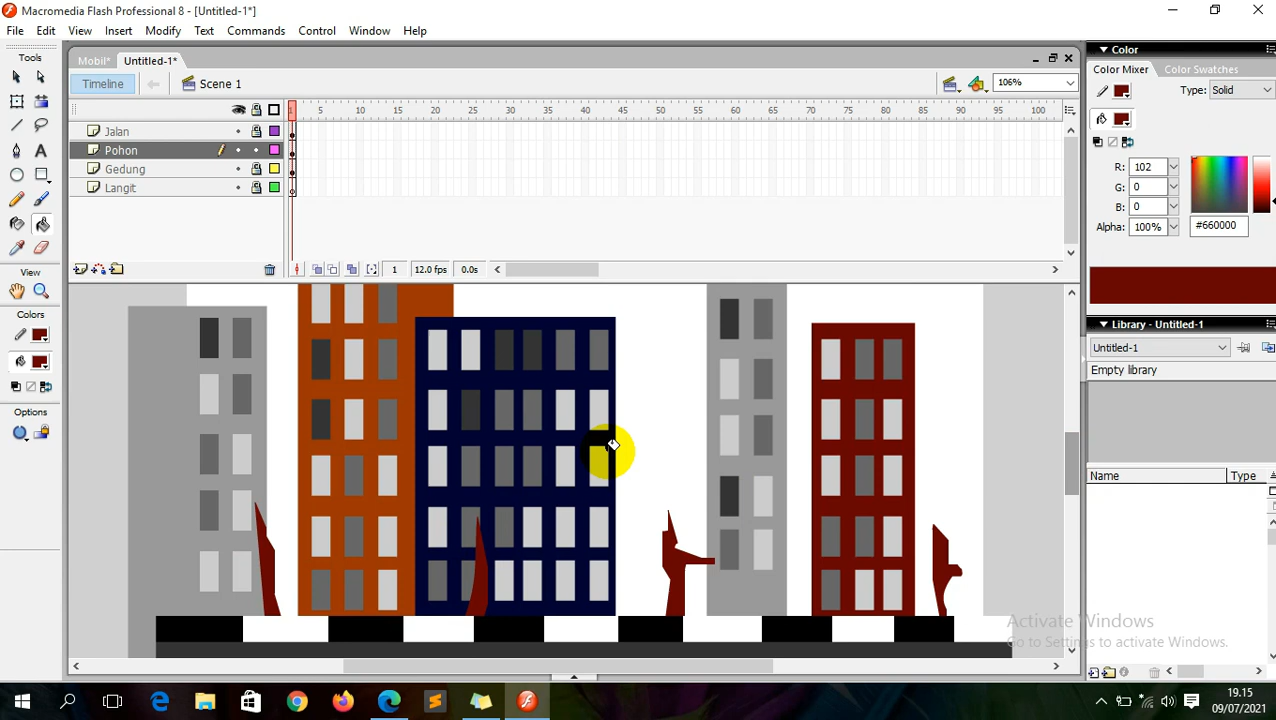 Macromedia Flash Professional 8 - [Untitled-1*]
File Edit View Insert Modify Text Commands Control Window Help
Tools
View
Colors
Options
Mobil* Untitled-1*
Timeline Scene 1 106%
1 5 10 15 20 25 30 35 40 45 50 55 60 65 70 75 80 85 90 95 100
Jalan
Pohon
Gedung
Langit
1 12.0 fps 0.0s
Color
Color Mixer Color Swatches
Type: Solid
R: 102
G: 0
B: 0
Alpha: 100% #660000
Library - Untitled-1
Untitled-1
Empty library
Name Type
Activate Windows
Go to Settings to activate Windows.
19.15
09/07/2021